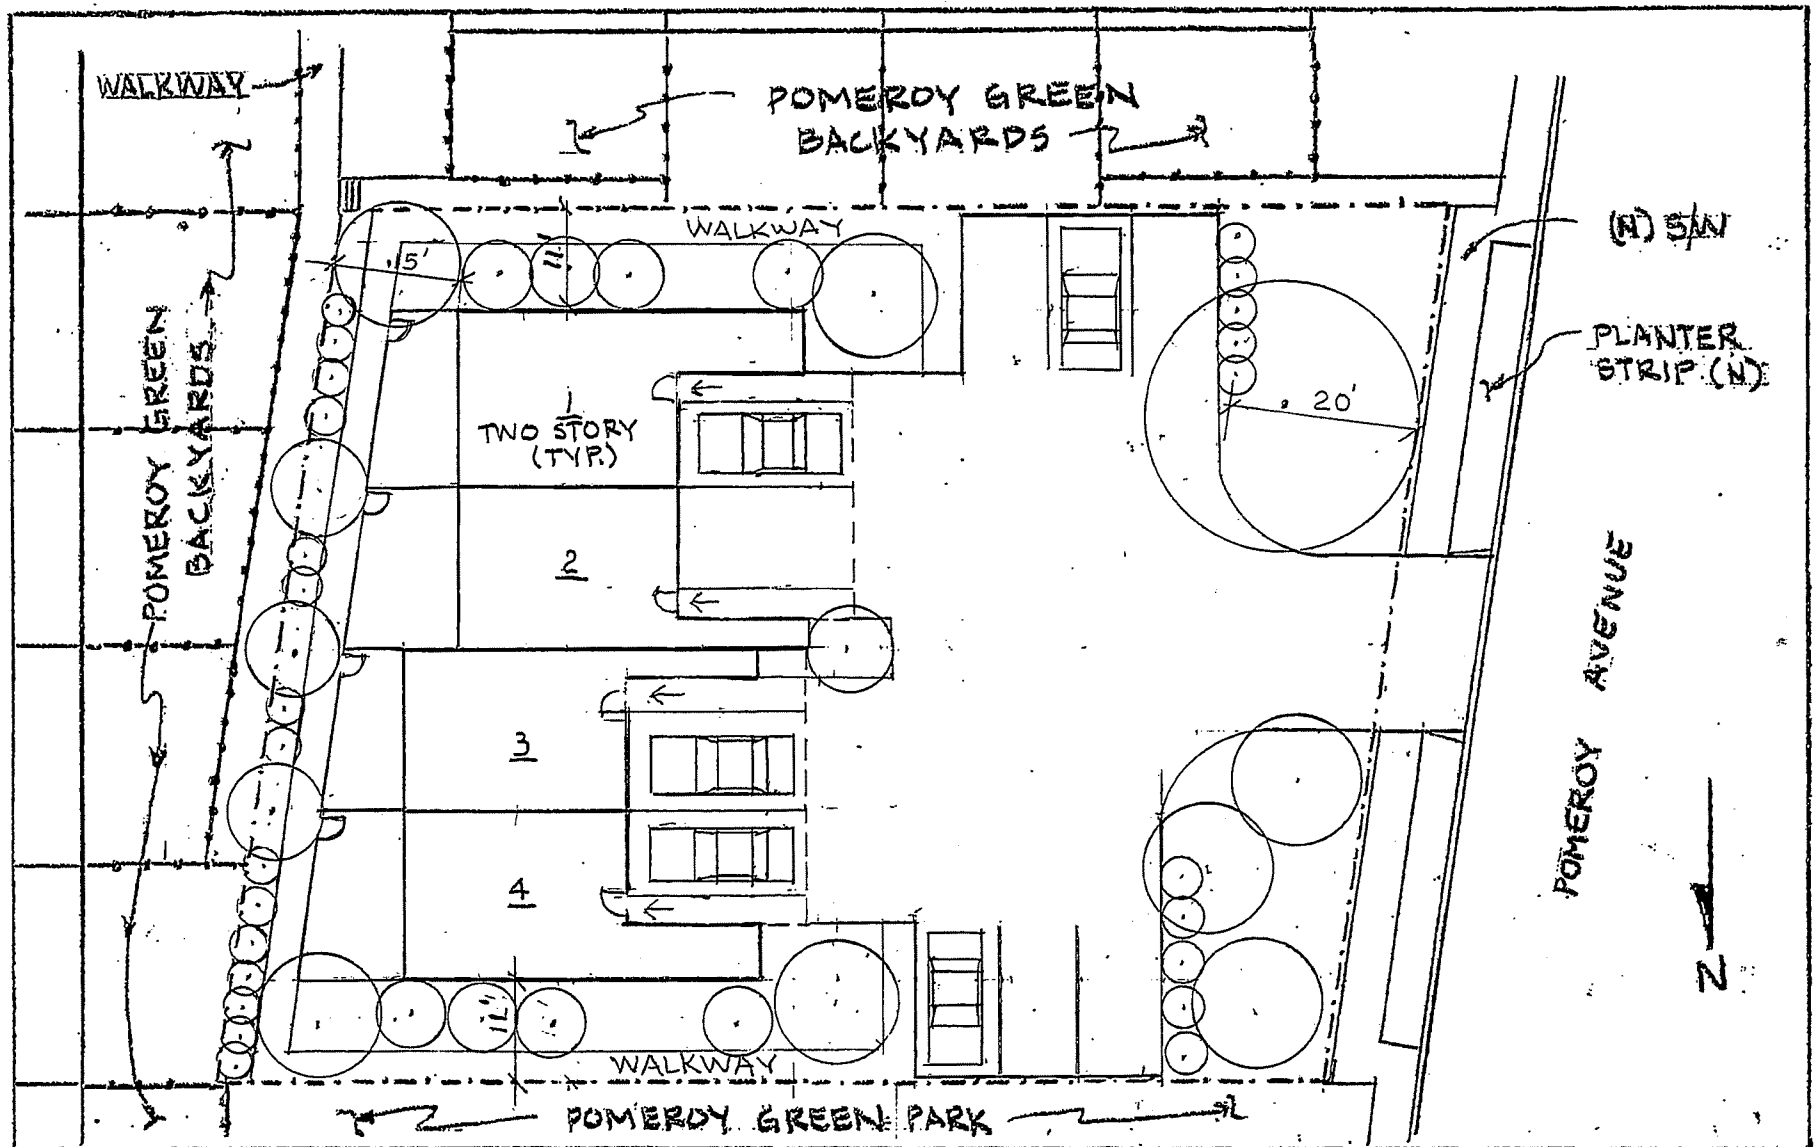 WALKWAY
POMEROY GREEN
BACKYARDS
WALKWAY
(N) S/W
15'
11'
PLANTER
STRIP (N)
20'
POMEROY GREEN
BACKYARDS
1
TWO STORY
(TYP.)
2
POMEROY AVENUE
3
4
N
11'
WALKWAY
POMEROY GREEN PARK